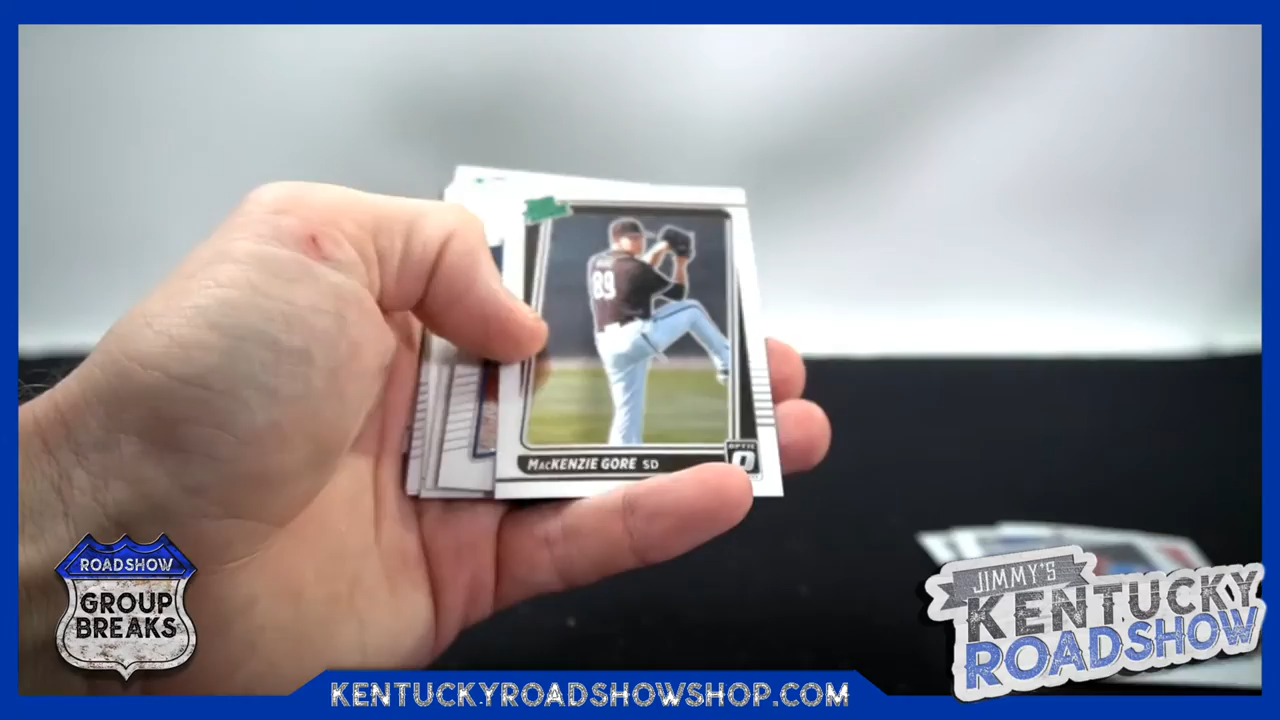 89
MACKENZIE GORE SD
OPTIC
ROADSHOW
GROUP
BREAKS
JIMMY'S
KENTUCKY
ROADSHOW
KENTUCKYROADSHOWSHOP.COM